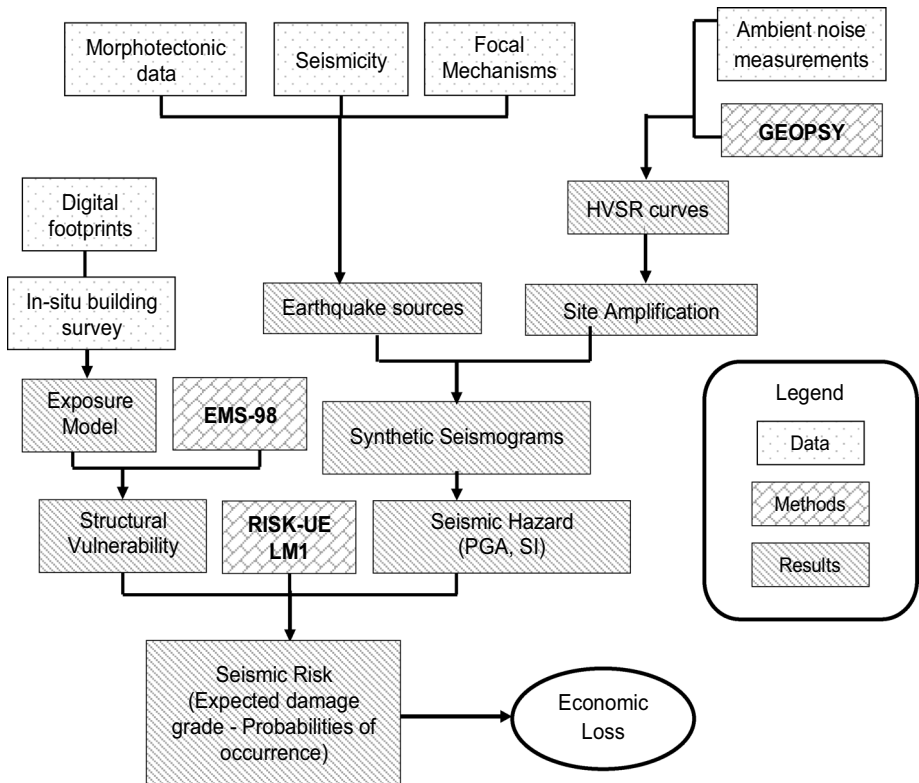 Morphotectonic
data
Seismicity
Focal
Mechanisms
Ambient noise
measurements
GEOPSY
Digital
footprints
HVSR curves
In-situ building
survey
Earthquake sources
Site Amplification
Exposure
Model
EMS-98
Synthetic Seismograms
Legend
Data
Methods
Results
Structural
Vulnerability
RISK-UE
LM1
Seismic Hazard
(PGA, SI)
Seismic Risk
(Expected damage
grade - Probabilities of
occurrence)
Economic
Loss